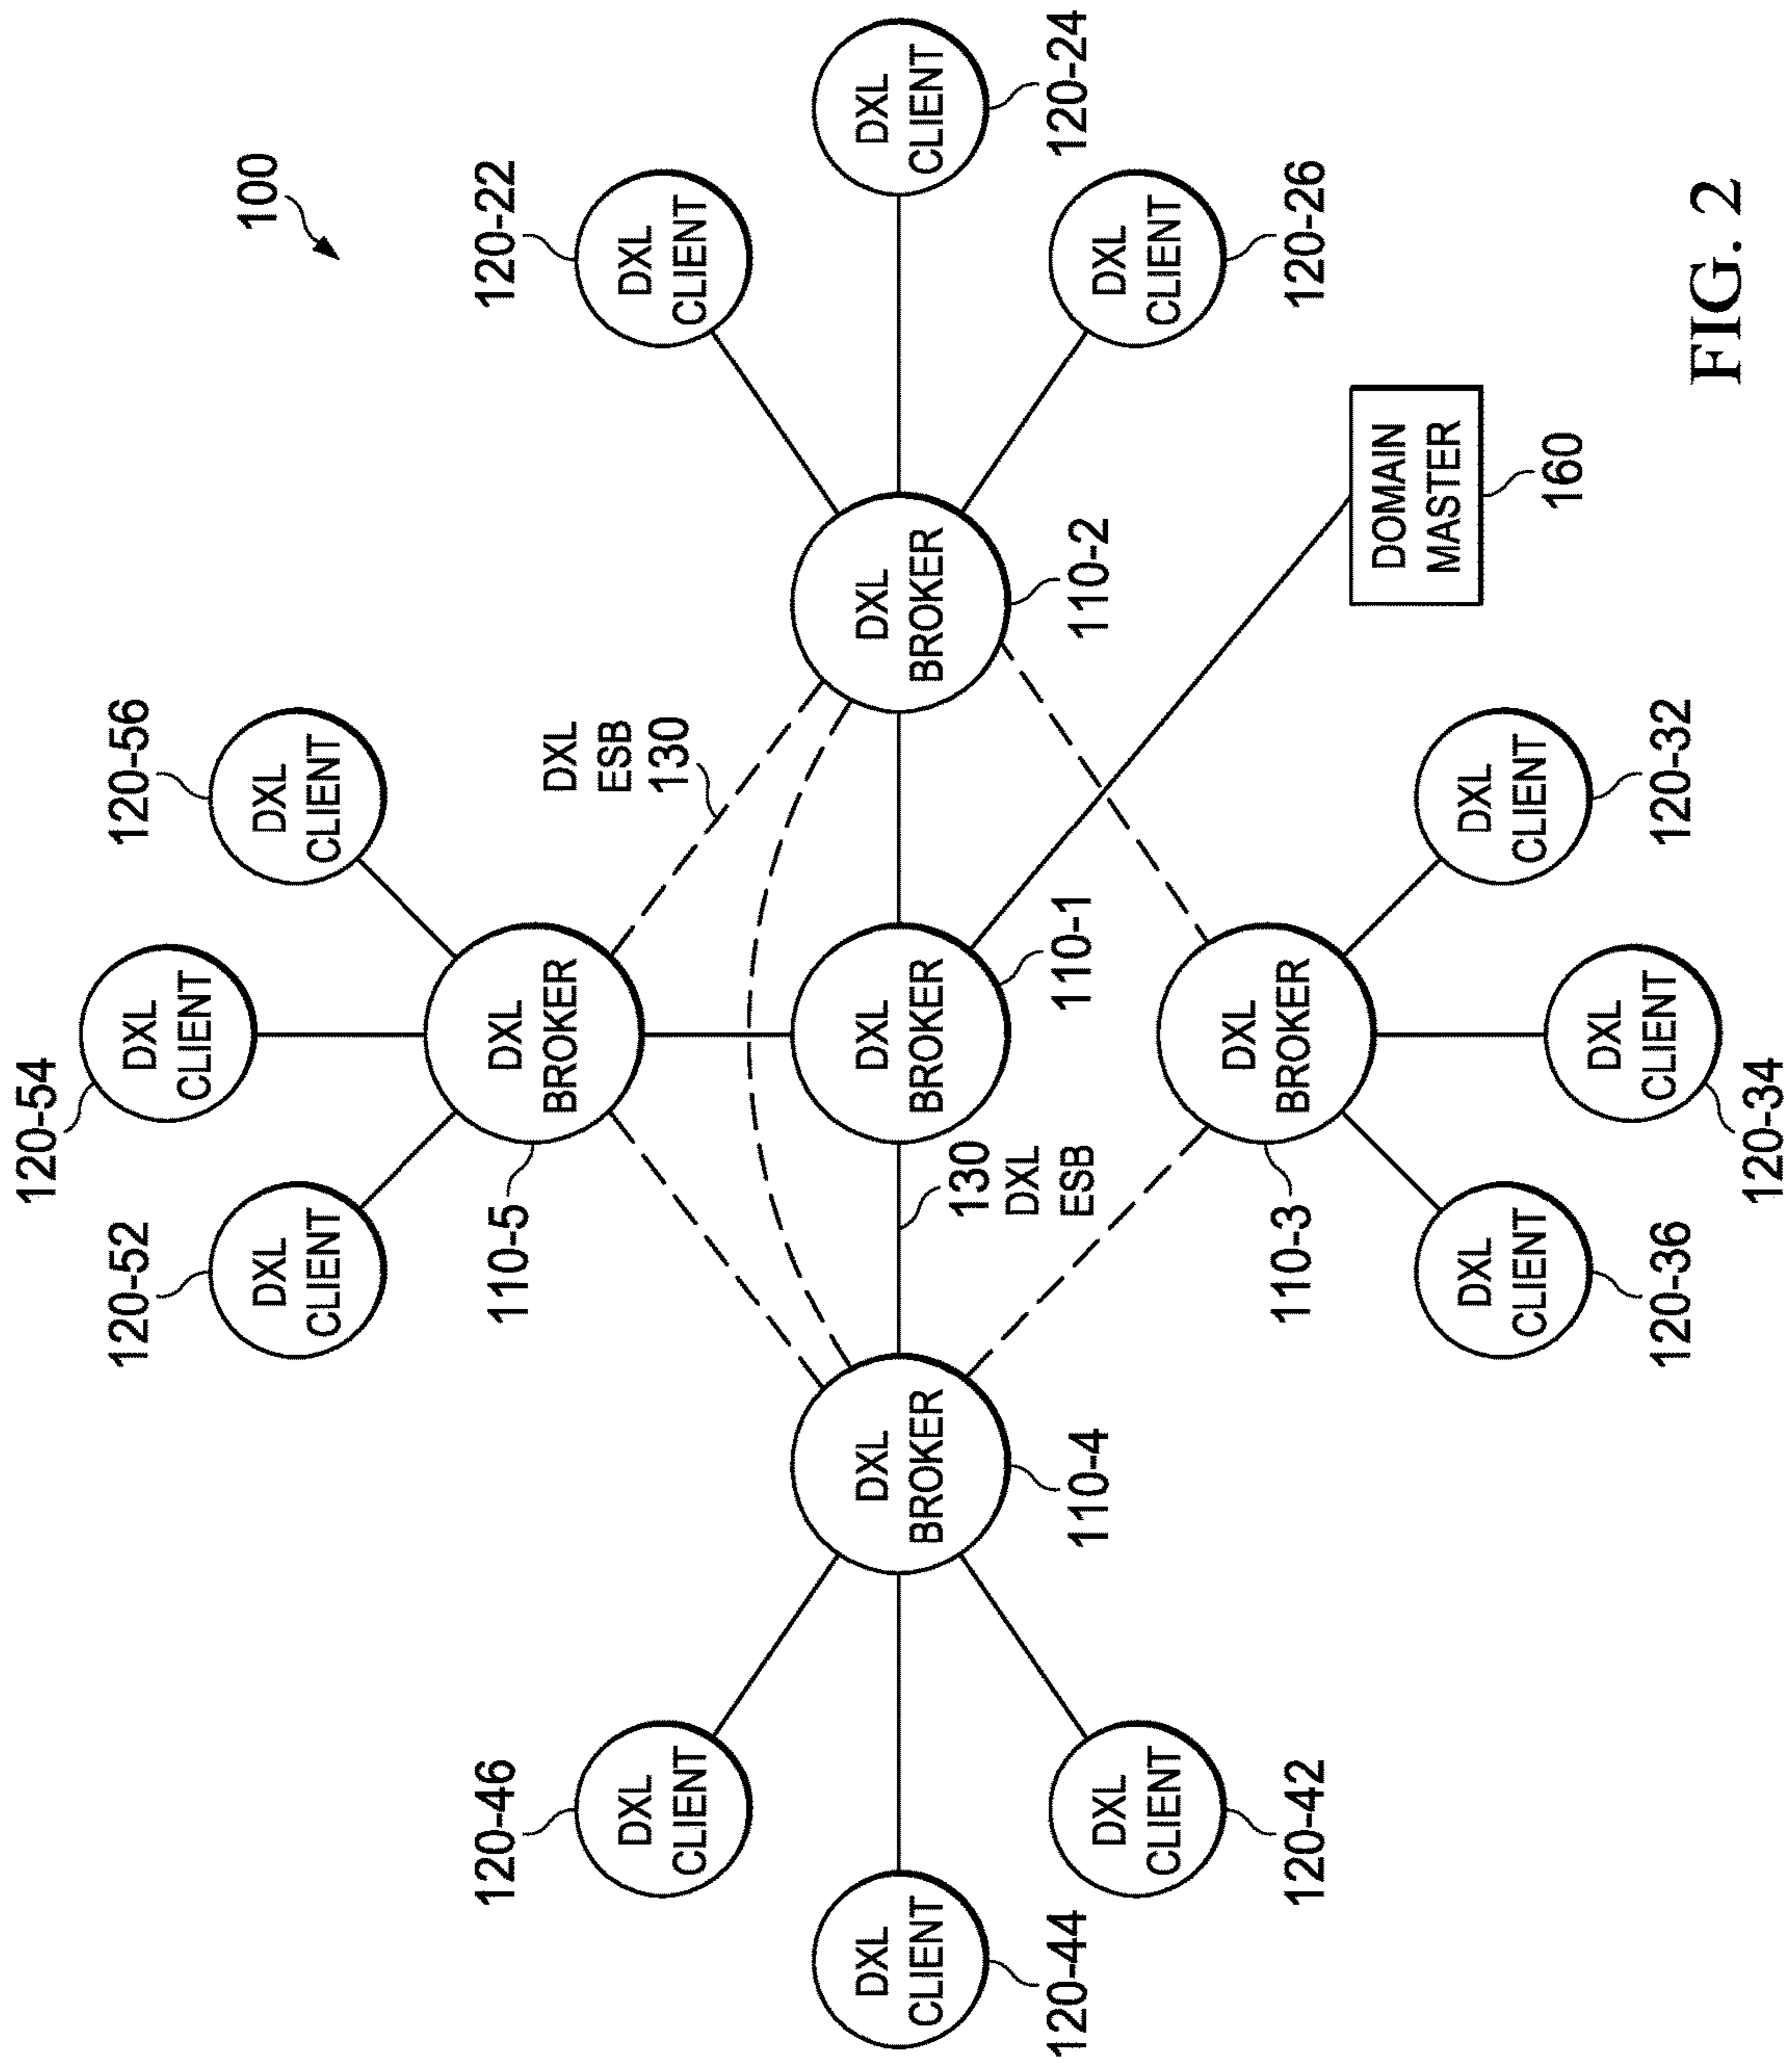 100
120-54
DXL
CLIENT
120-52
DXL
CLIENT
120-56
DXL
CLIENT
110-5
DXL
BROKER
DXL
ESB
130
120-46
DXL
CLIENT
120-22
DXL
CLIENT
120-44
DXL
CLIENT
110-4
DXL
BROKER
130
DXL
ESB
110-1
DXL
BROKER
110-2
DXL
BROKER
120-24
DXL
CLIENT
120-42
DXL
CLIENT
120-26
DXL
CLIENT
110-3
DXL
BROKER
DOMAIN
MASTER
160
120-36
DXL
CLIENT
120-32
DXL
CLIENT
120-34
DXL
CLIENT
FIG. 2